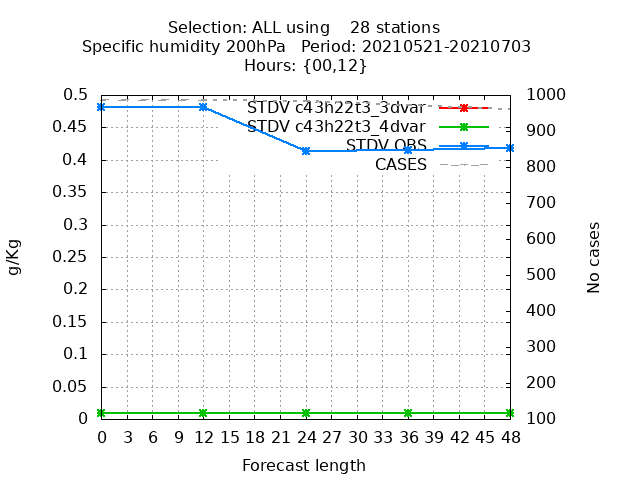 Selection: ALL using    28 stations
Specific humidity 200hPa   Period: 20210521-20210703
Hours: {00,12}
0.5
0.45
0.4
0.35
0.3
0.25
0.2
0.15
0.1
0.05
0
g/Kg
STDV c43h22t3_3dvar
STDV c43h22t3_4dvar
STDV OBS
CASES
1000
900
800
700
600
500
400
300
200
100
No cases
0 3 6 9 12 15 18 21 24 27 30 33 36 39 42 45 48
Forecast length